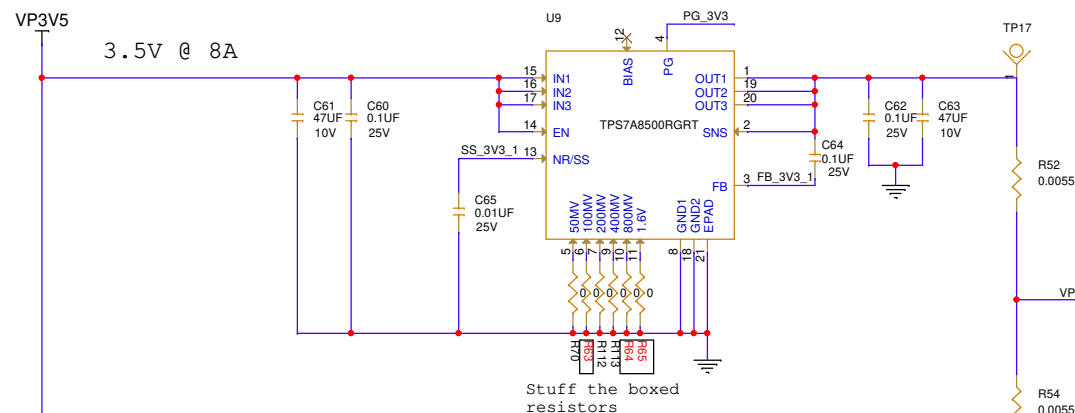 VP3V5
3.5V @ 8A
U9
PG_3V3
TP17
12
4
BIAS
PG
15
16
17
14
IN1
IN2
IN3
EN
OUT1
OUT2
OUT3
SNS
1
19
20
2
1
TPS7A8500RGRT
C61
47UF
10V
C60
0.1UF
25V
C62
0.1UF
25V
C63
47UF
10V
SS_3V3_1
13
NR/SS
C64
0.1UF
25V
FB
3
FB_3V3_1
R52
0.0055
C65
0.01UF
25V
50MV
100MV
200MV
400MV
800MV
1.6V
GND1
GND2
EPAD
5
6
7
9
10
11
8
18
21
0
0
0
0
0
0
VP
R70
R63
R112
R113
R64
R65
Stuff the boxed
resistors
R54
0.0055